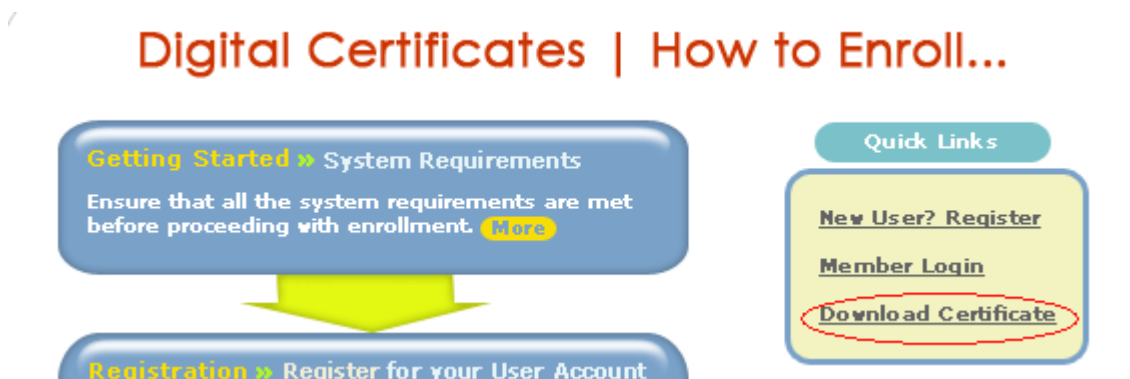 Digital Certificates | How to Enroll...
Getting Started » System Requirements
Ensure that all the system requirements are met
before proceeding with enrollment. More
Registration » Register for your User Account
Quick Links
New User? Register
Member Login
Download Certificate